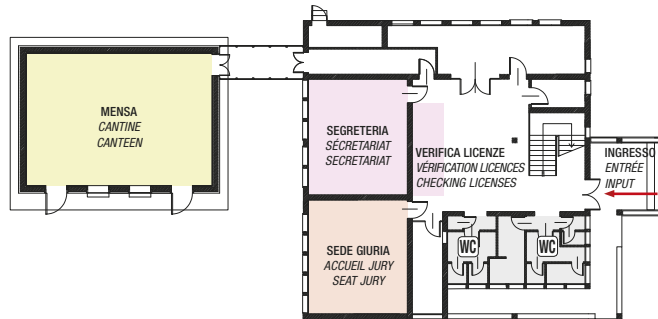 MENSA
CANTINE
CANTEEN
SEGRETERIA
SÉCRETARIAT
SECRETARIAT
VERIFICA LICENZE
VÉRIFICATION LICENCES
CHECKING LICENSES
INGRESSO
ENTRÉE
INPUT
SEDE GIURIA
ACCUEIL JURY
SEAT JURY
WC
WC